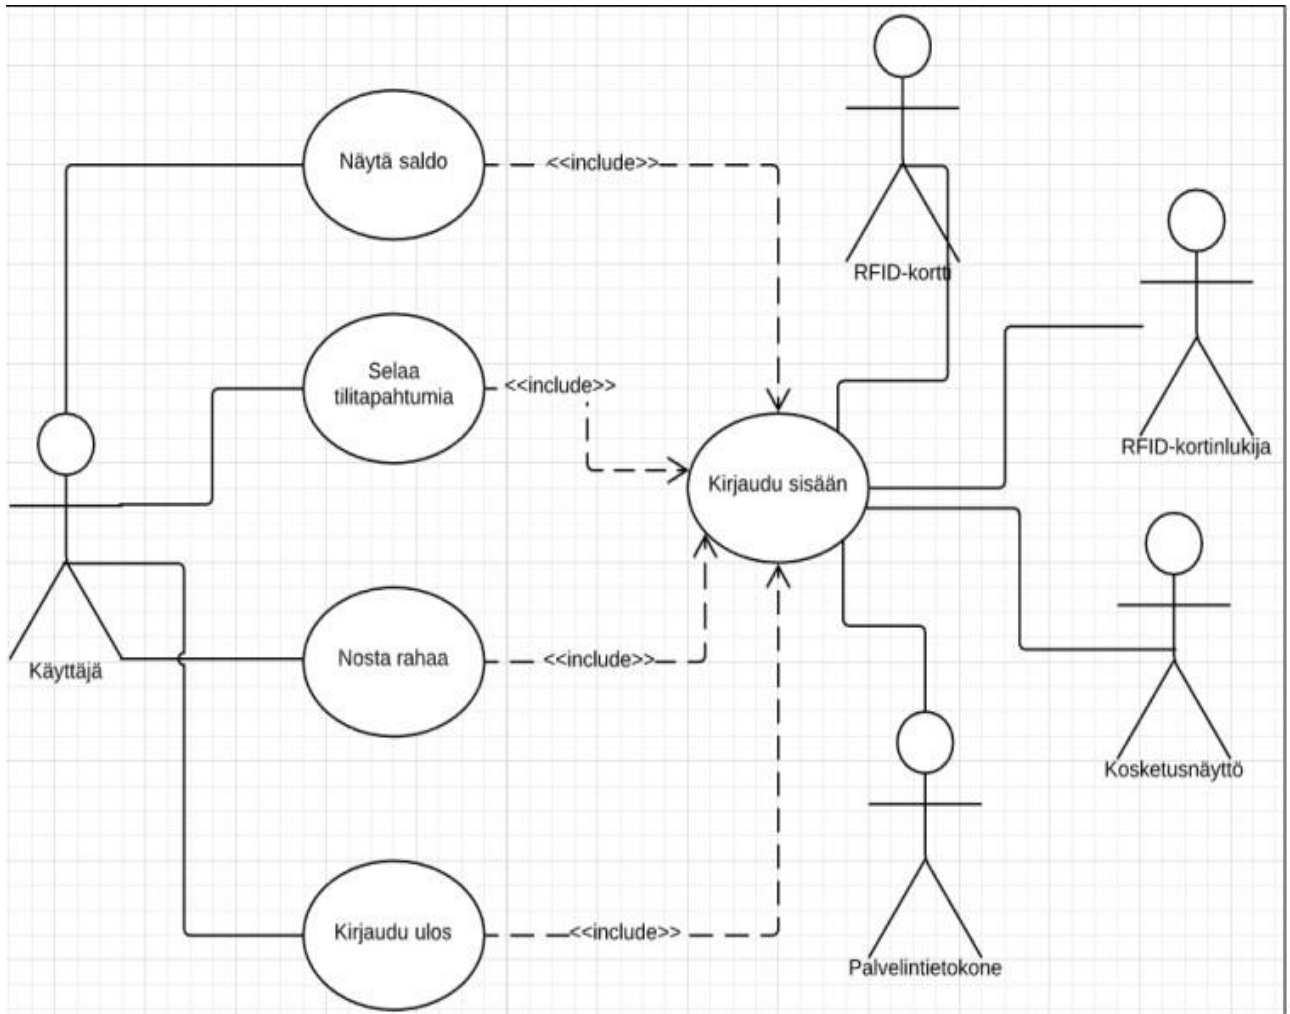 Näytä saldo
<<include>>
RFID-kortti
Selaa
tilitapahtumia
<<include>>
RFID-kortinlukija
Kirjaudu sisään
Käyttäjä
Nosta rahaa
<<include>>
Kosketusnäyttö
Kirjaudu ulos
<<include>>
Palvelintietokone